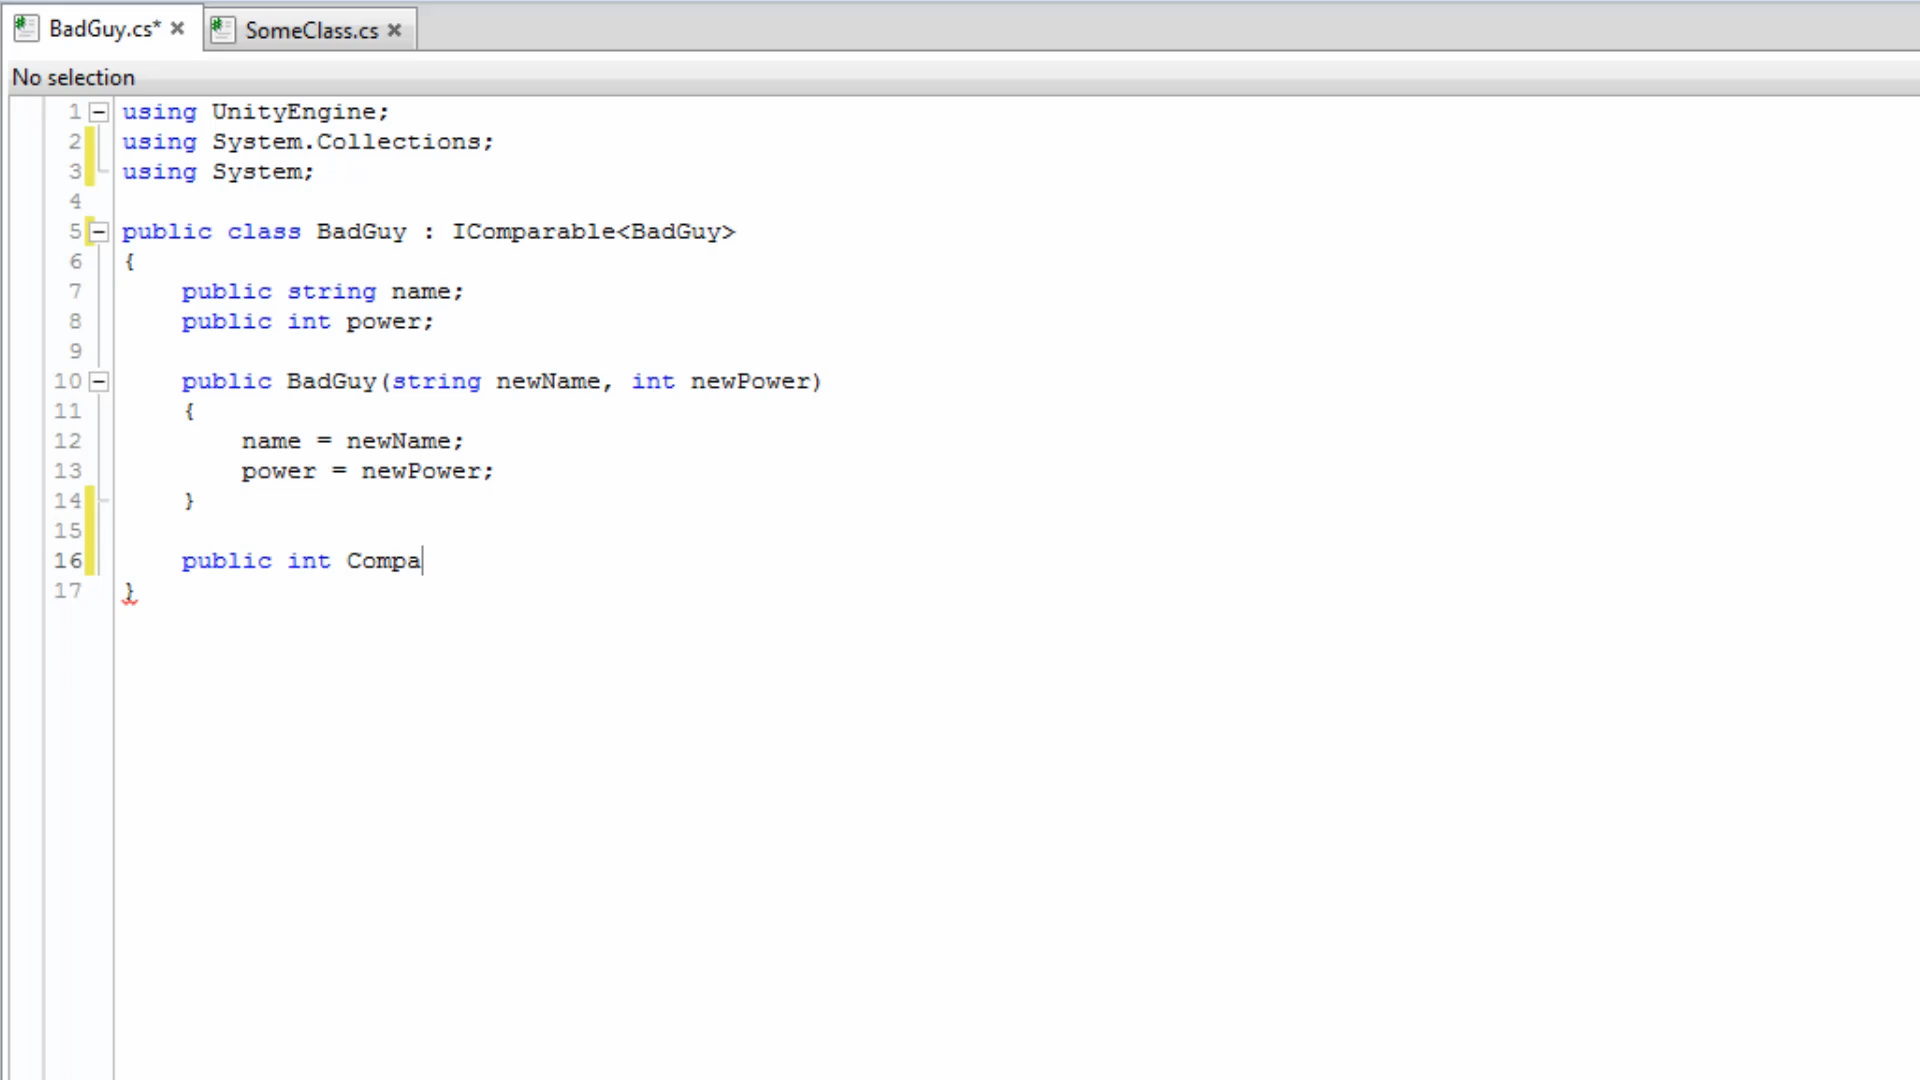 BadGuy.cs* SomeClass.cs
No selection
1 using UnityEngine;
2 using System.Collections;
3 using System;
4
5 public class BadGuy : IComparable<BadGuy>
6 {
7 public string name;
8 public int power;
9
10 public BadGuy(string newName, int newPower)
11 {
12 name = newName;
13 power = newPower;
14 }
15
16 public int Compa
17 }